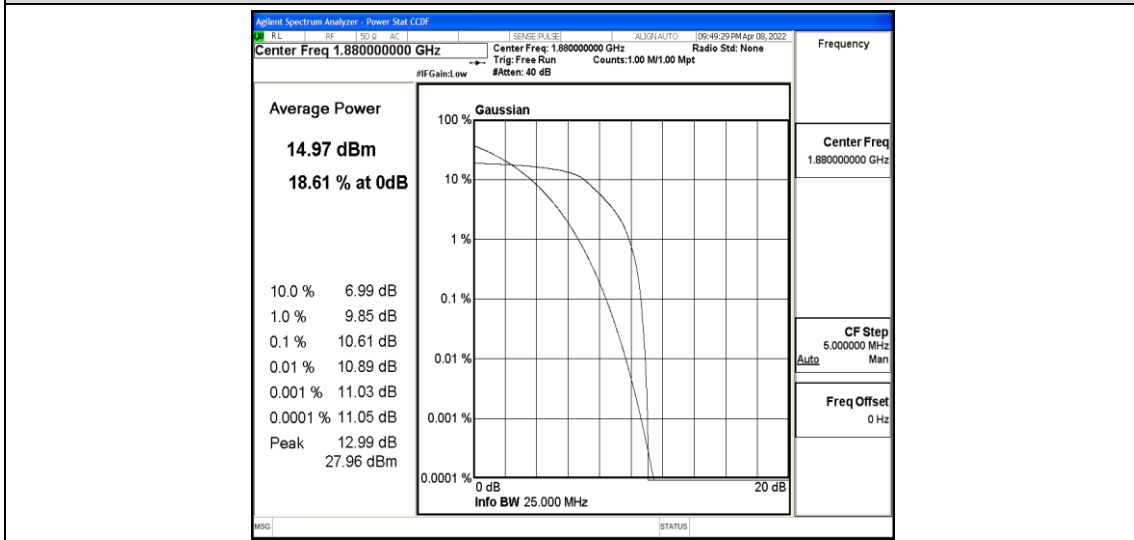 Agilent Spectrum Analyzer - Power Stat CCDF
RL RF 50 Ω AC SENSE:PULSE ALIGN AUTO 09:49:29 PM Apr 08, 2022
Center Freq 1.880000000 GHz
Center Freq: 1.880000000 GHz Radio Std: None
Trig: Free Run Counts:1.00 M/1.00 Mpt
#IFGain:Low #Atten: 40 dB
Frequency
Average Power
14.97 dBm
18.61 % at 0dB
10.0 % 6.99 dB
1.0 % 9.85 dB
0.1 % 10.61 dB
0.01 % 10.89 dB
0.001 % 11.03 dB
0.0001 % 11.05 dB
Peak 12.99 dB
27.96 dBm
Gaussian
100 %
10 %
1 %
0.1 %
0.01 %
0.001 %
0.0001 %
0 dB 20 dB
Info BW 25.000 MHz
Center Freq
1.880000000 GHz
CF Step
5.000000 MHz
Auto Man
Freq Offset
0 Hz
MSG STATUS